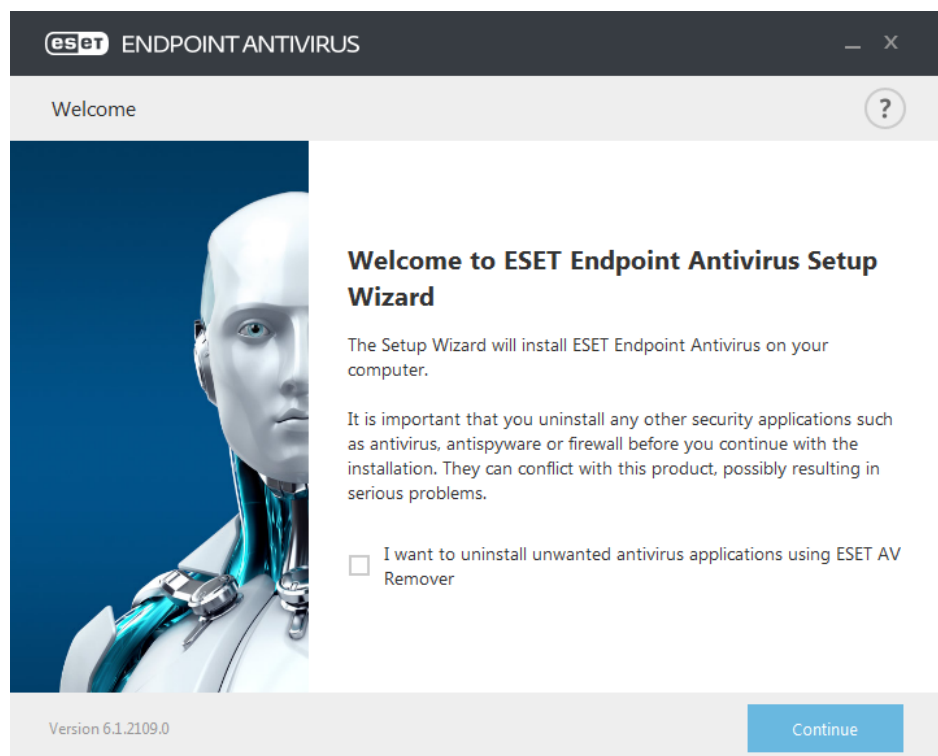 eset ENDPOINT ANTIVIRUS
Welcome
?
Welcome to ESET Endpoint Antivirus Setup
Wizard
The Setup Wizard will install ESET Endpoint Antivirus on your
computer.
It is important that you uninstall any other security applications such
as antivirus, antispyware or firewall before you continue with the
installation. They can conflict with this product, possibly resulting in
serious problems.
I want to uninstall unwanted antivirus applications using ESET AV
Remover
Version 6.1.2109.0
Continue